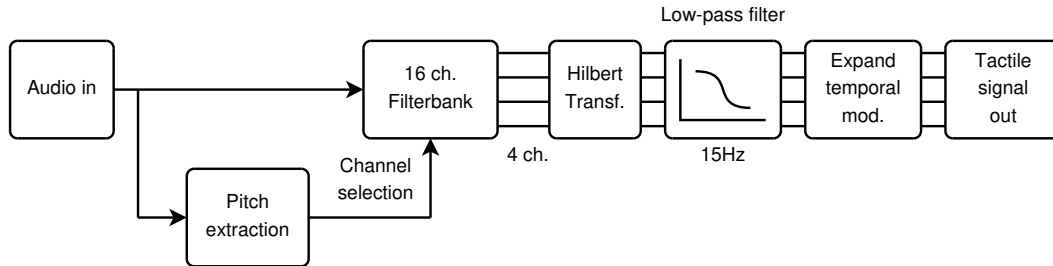 Low-pass filter
Audio in
16 ch.
Filterbank
Hilbert
Transf.
Expand
temporal
mod.
Tactile
signal
out
4 ch.
15Hz
Channel
selection
Pitch
extraction